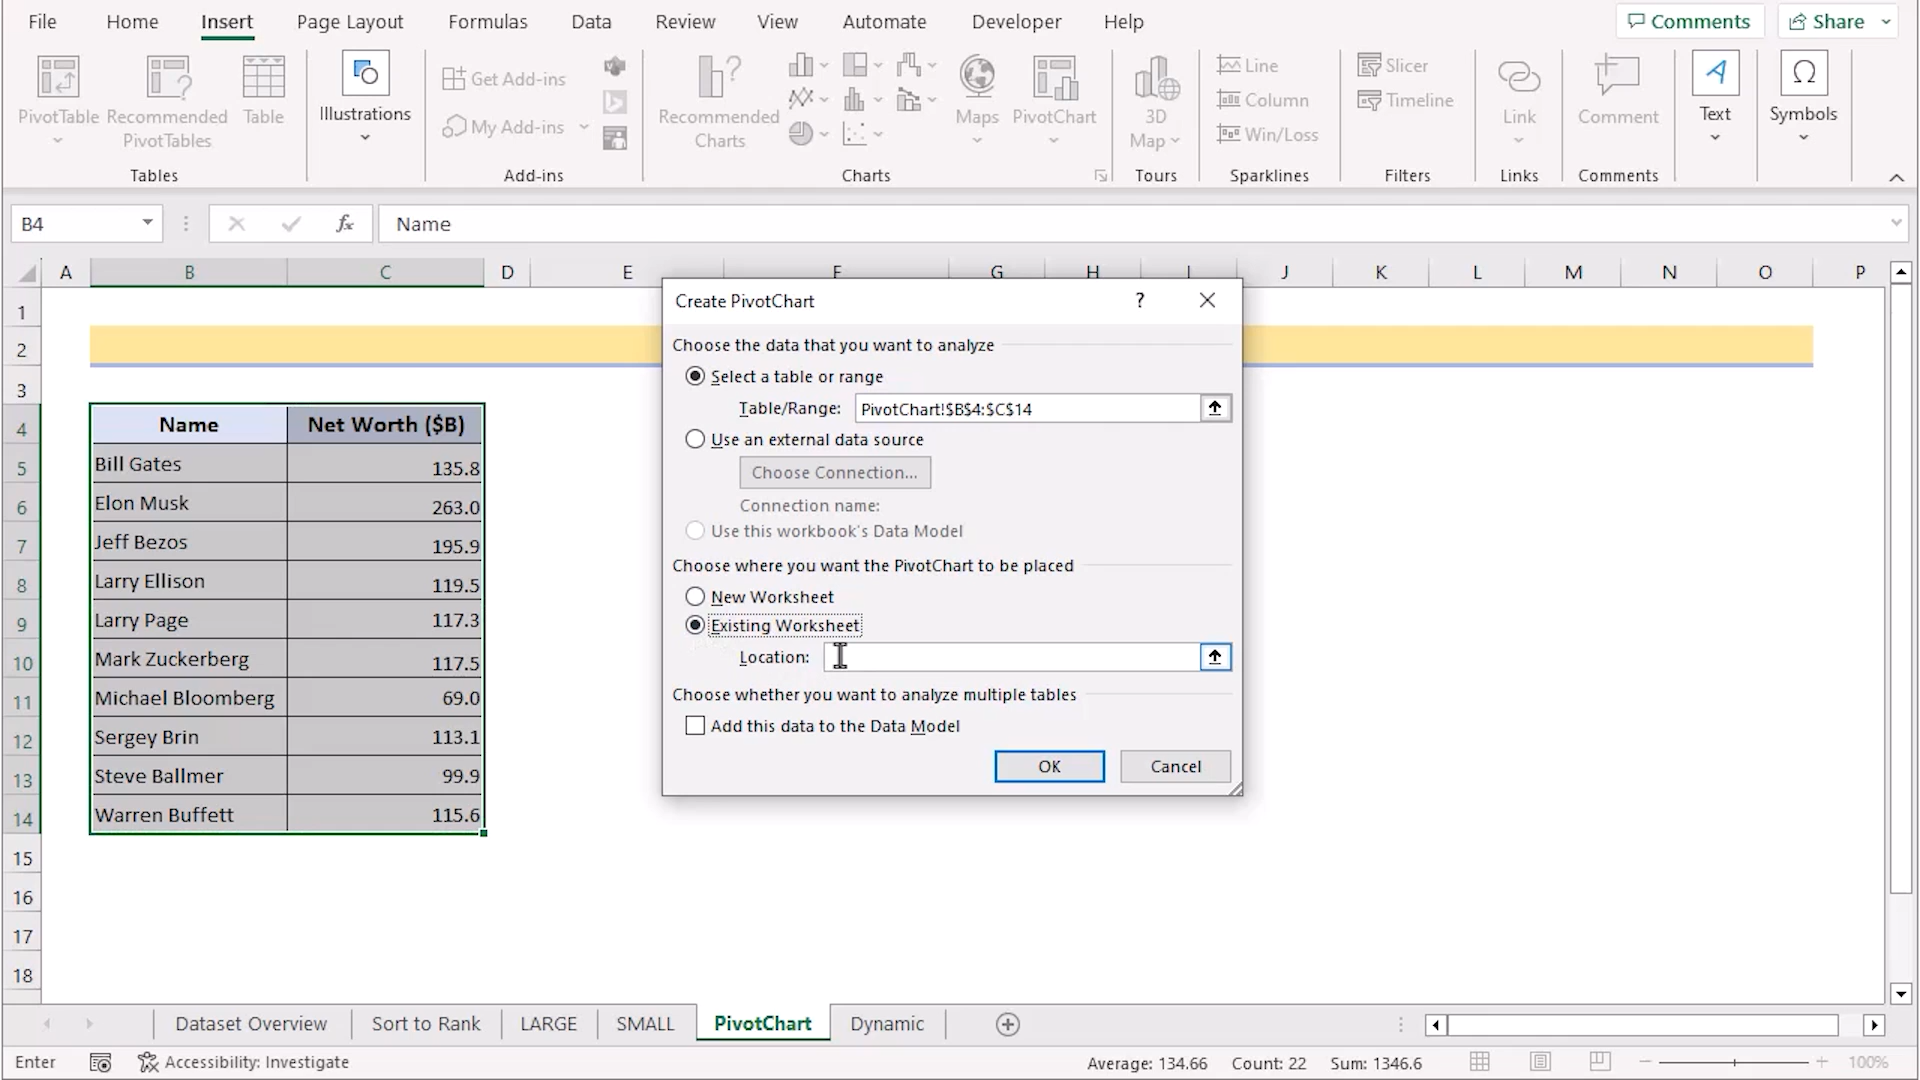 File Home Insert Page Layout Formulas Data Review View Automate Developer Help Comments Share
PivotTable Recommended PivotTables Table
Illustrations
Get Add-ins
My Add-ins
Recommended Charts
Maps PivotChart
3D Map
Line
Column
Win/Loss
Slicer
Timeline
Link
Comment
Text
Symbols
Tables Add-ins Charts Tours Sparklines Filters Links Comments
B4 fx Name
A B C D E F G H I J K L M N O P
1
2
3
4 Name Net Worth ($B)
5 Bill Gates 135.8
6 Elon Musk 263.0
7 Jeff Bezos 195.9
8 Larry Ellison 119.5
9 Larry Page 117.3
10 Mark Zuckerberg 117.5
11 Michael Bloomberg 69.0
12 Sergey Brin 113.1
13 Steve Ballmer 99.9
14 Warren Buffett 115.6
15
16
17
18
Create PivotChart ?
Choose the data that you want to analyze
Select a table or range
Table/Range: PivotChart!$B$4:$C$14
Use an external data source
Choose Connection...
Connection name:
Use this workbook's Data Model
Choose where you want the PivotChart to be placed
New Worksheet
Existing Worksheet
Location:
Choose whether you want to analyze multiple tables
Add this data to the Data Model
OK Cancel
Dataset Overview Sort to Rank LARGE SMALL PivotChart Dynamic
Enter Accessibility: Investigate Average: 134.66 Count: 22 Sum: 1346.6 100%